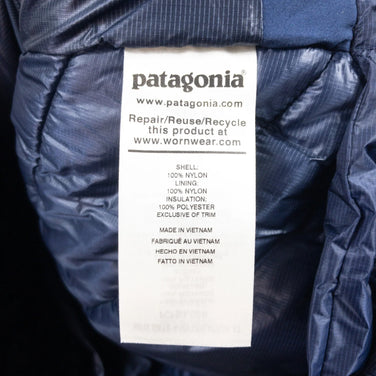 patagonia®
www.patagonia.com
Repair/Reuse/Recycle
this product at
www.wornwear.com
SHELL:
100% NYLON
LINING:
100% NYLON
INSULATION:
100% POLYESTER
EXCLUSIVE OF TRIM
MADE IN VIETNAM
FABRIQUÉ AU VIETNAM
HECHO EN VIETNAM
FATTO IN VIETNAM